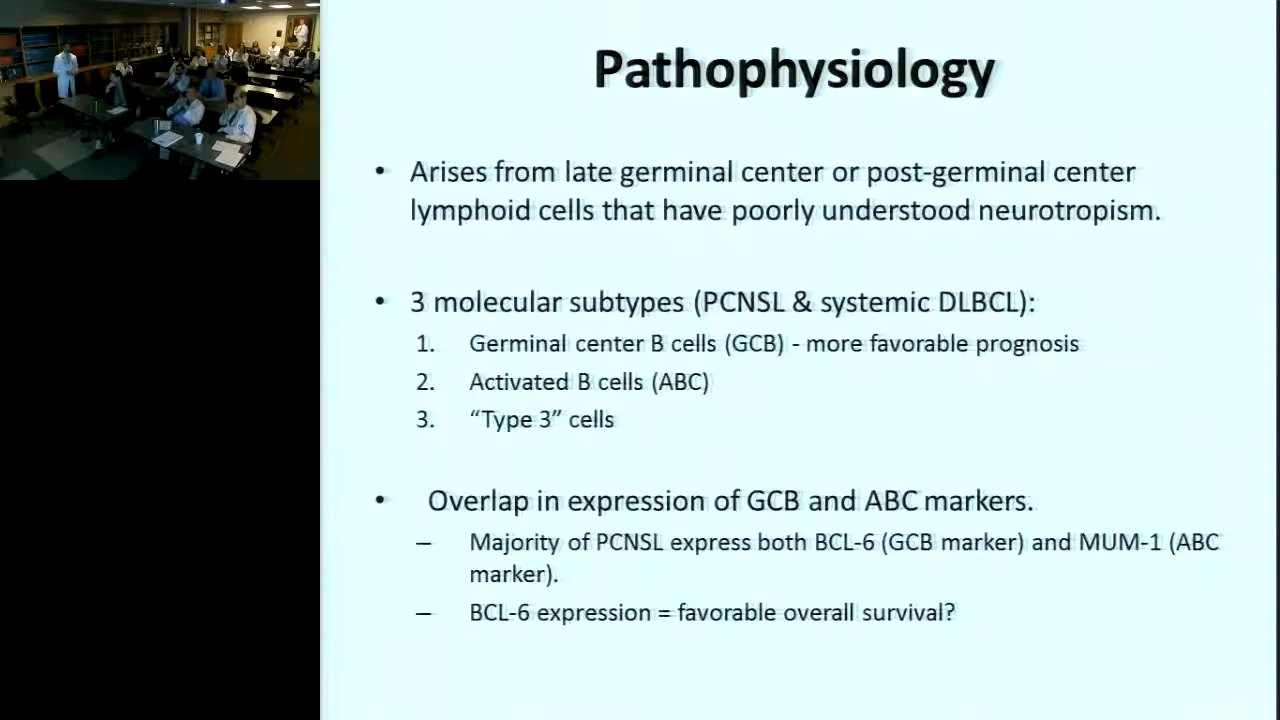 Pathophysiology
• Arises from late germinal center or post-germinal center
lymphoid cells that have poorly understood neurotropism.
• 3 molecular subtypes (PCNSL & systemic DLBCL):
1. Germinal center B cells (GCB) - more favorable prognosis
2. Activated B cells (ABC)
3. “Type 3” cells
• Overlap in expression of GCB and ABC markers.
– Majority of PCNSL express both BCL-6 (GCB marker) and MUM-1 (ABC
marker).
– BCL-6 expression = favorable overall survival?